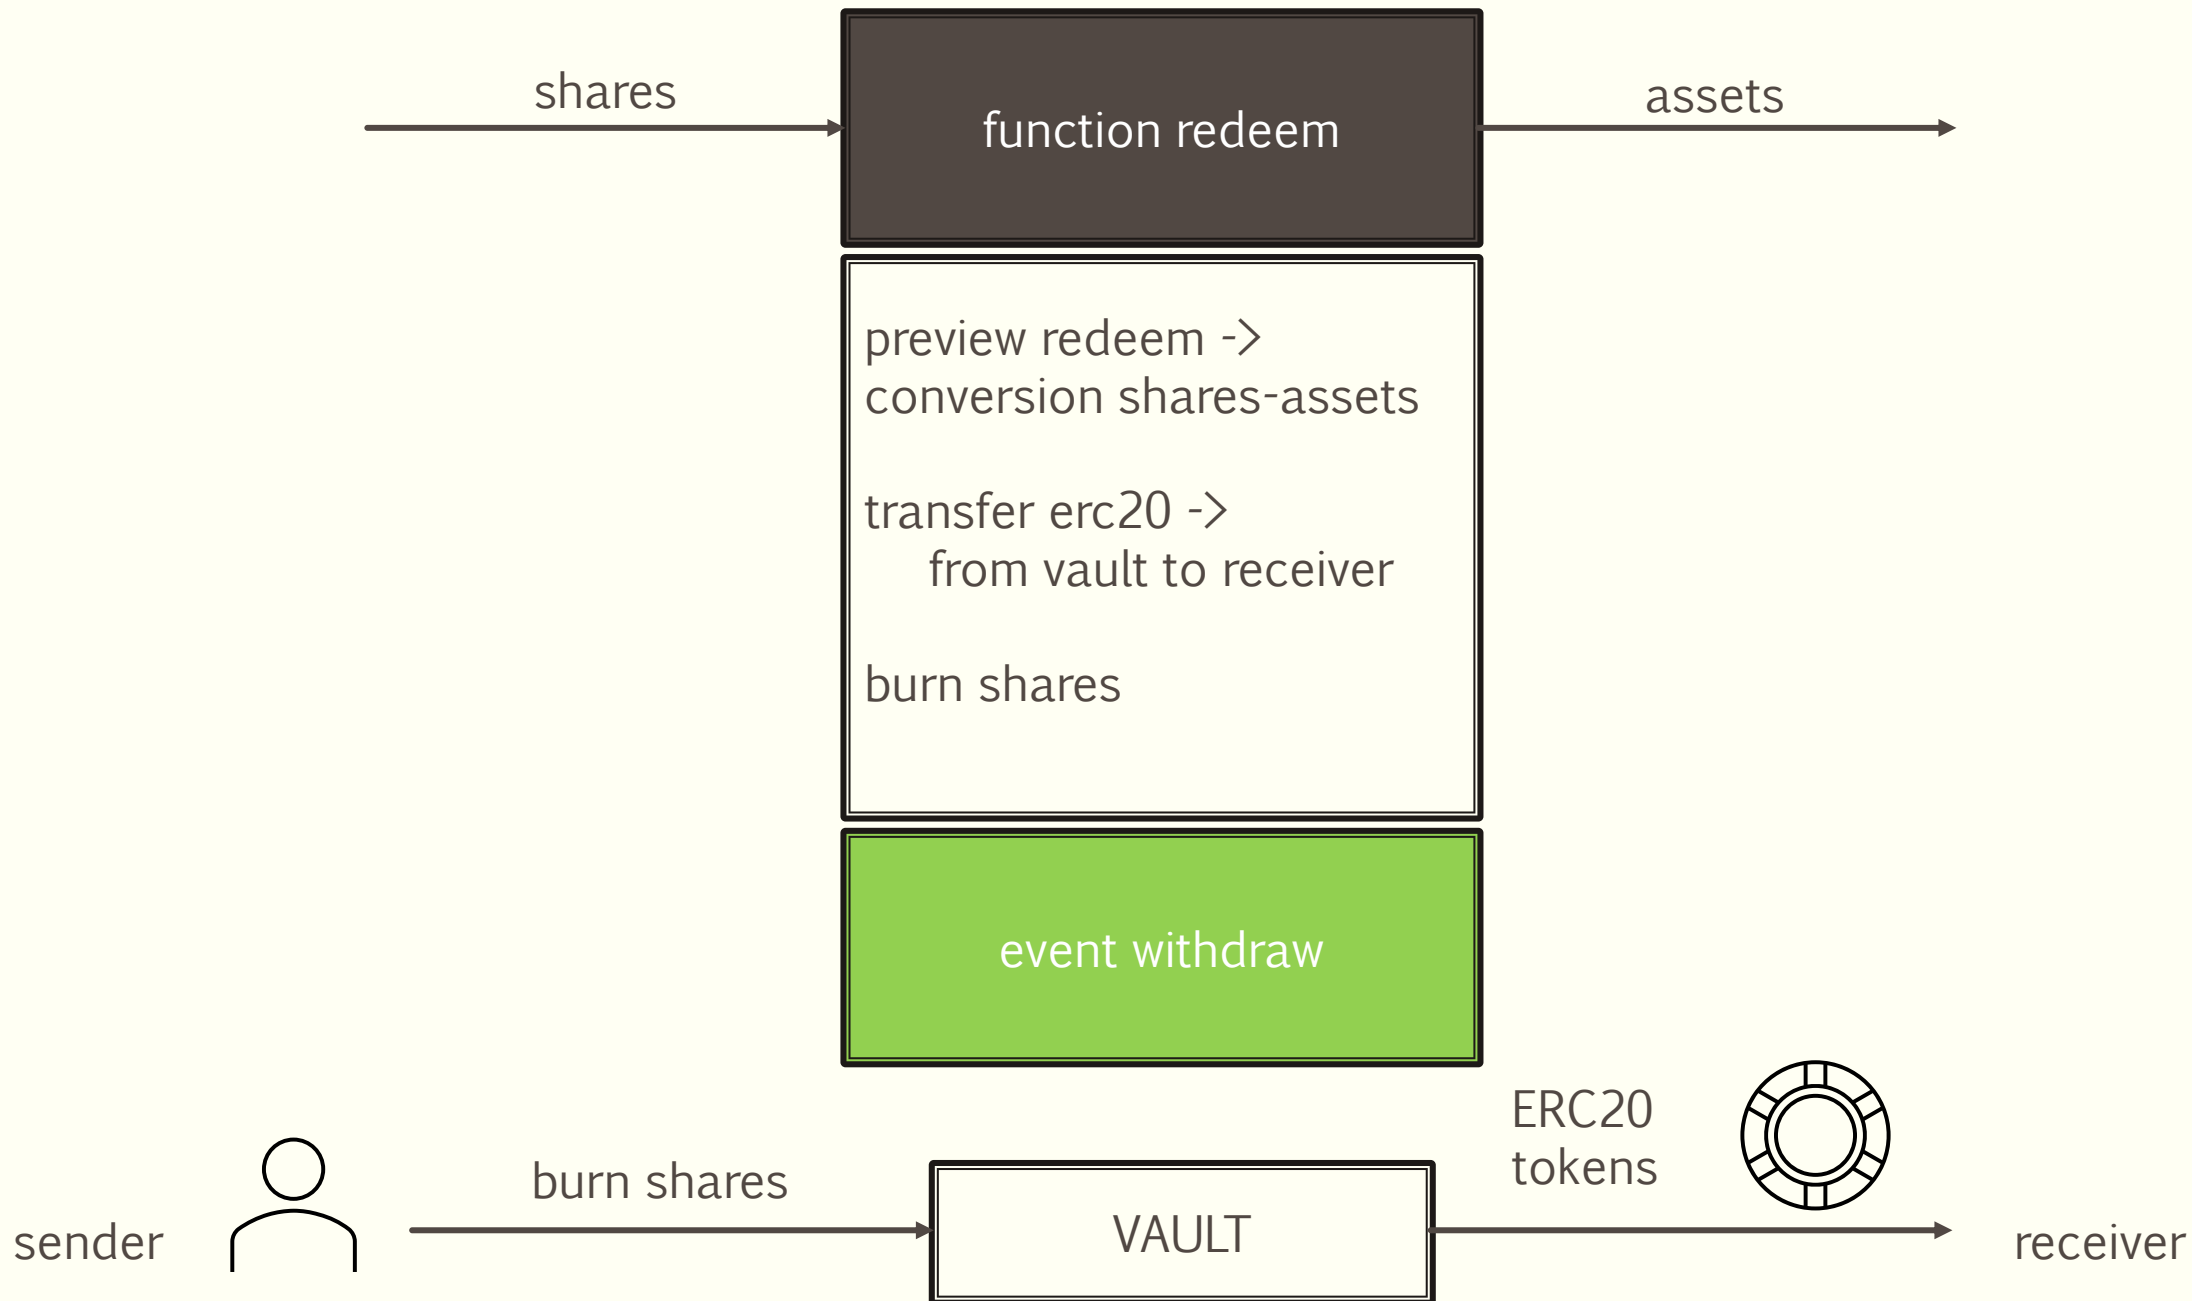 shares
function redeem
assets
preview redeem ->
conversion shares-assets
transfer erc20 ->
from vault to receiver
burn shares
event withdraw
sender
burn shares
VAULT
ERC20
tokens
receiver